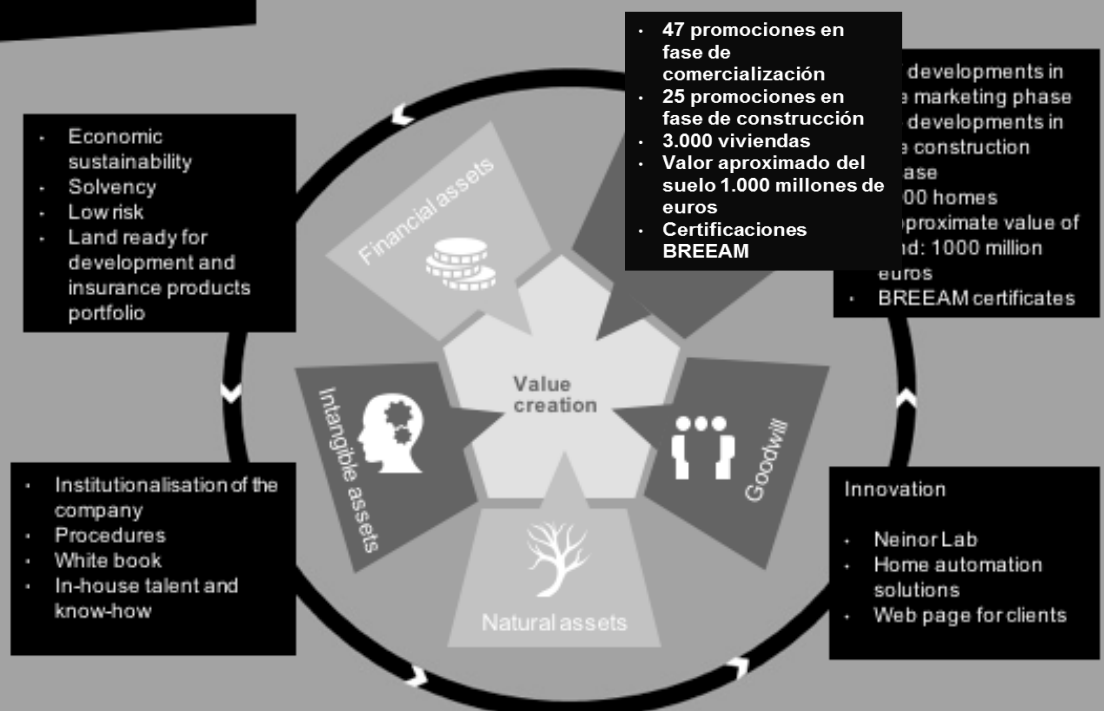 47 promociones en
fase de
comercialización
25 promociones en
fase de construcción
3.000 viviendas
Valor aproximado del
suelo 1.000 millones de
euros
Certificaciones
BREEAM
developments in
marketing phase
developments in
construction
homes
value of
1000 million
euros
BREEAM certificates
Economic
sustainability
Solvency
Low risk
Land ready for
development and
insurance products
portfolio
Financial assets
Value
creation
Intangible assets
Goodwill
Natural assets
Institutionalisation of the
company
Procedures
White book
In-house talent and
know-how
Innovation
Neinor Lab
Home automation
solutions
Web page for clients